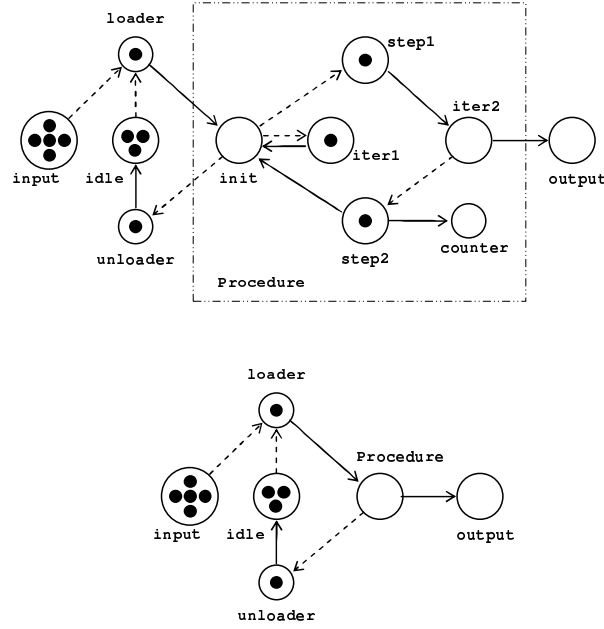 loader
step1
iter2
input
idle
init
iter1
output
unloader
step2
counter
Procedure
loader
Procedure
input
idle
output
unloader